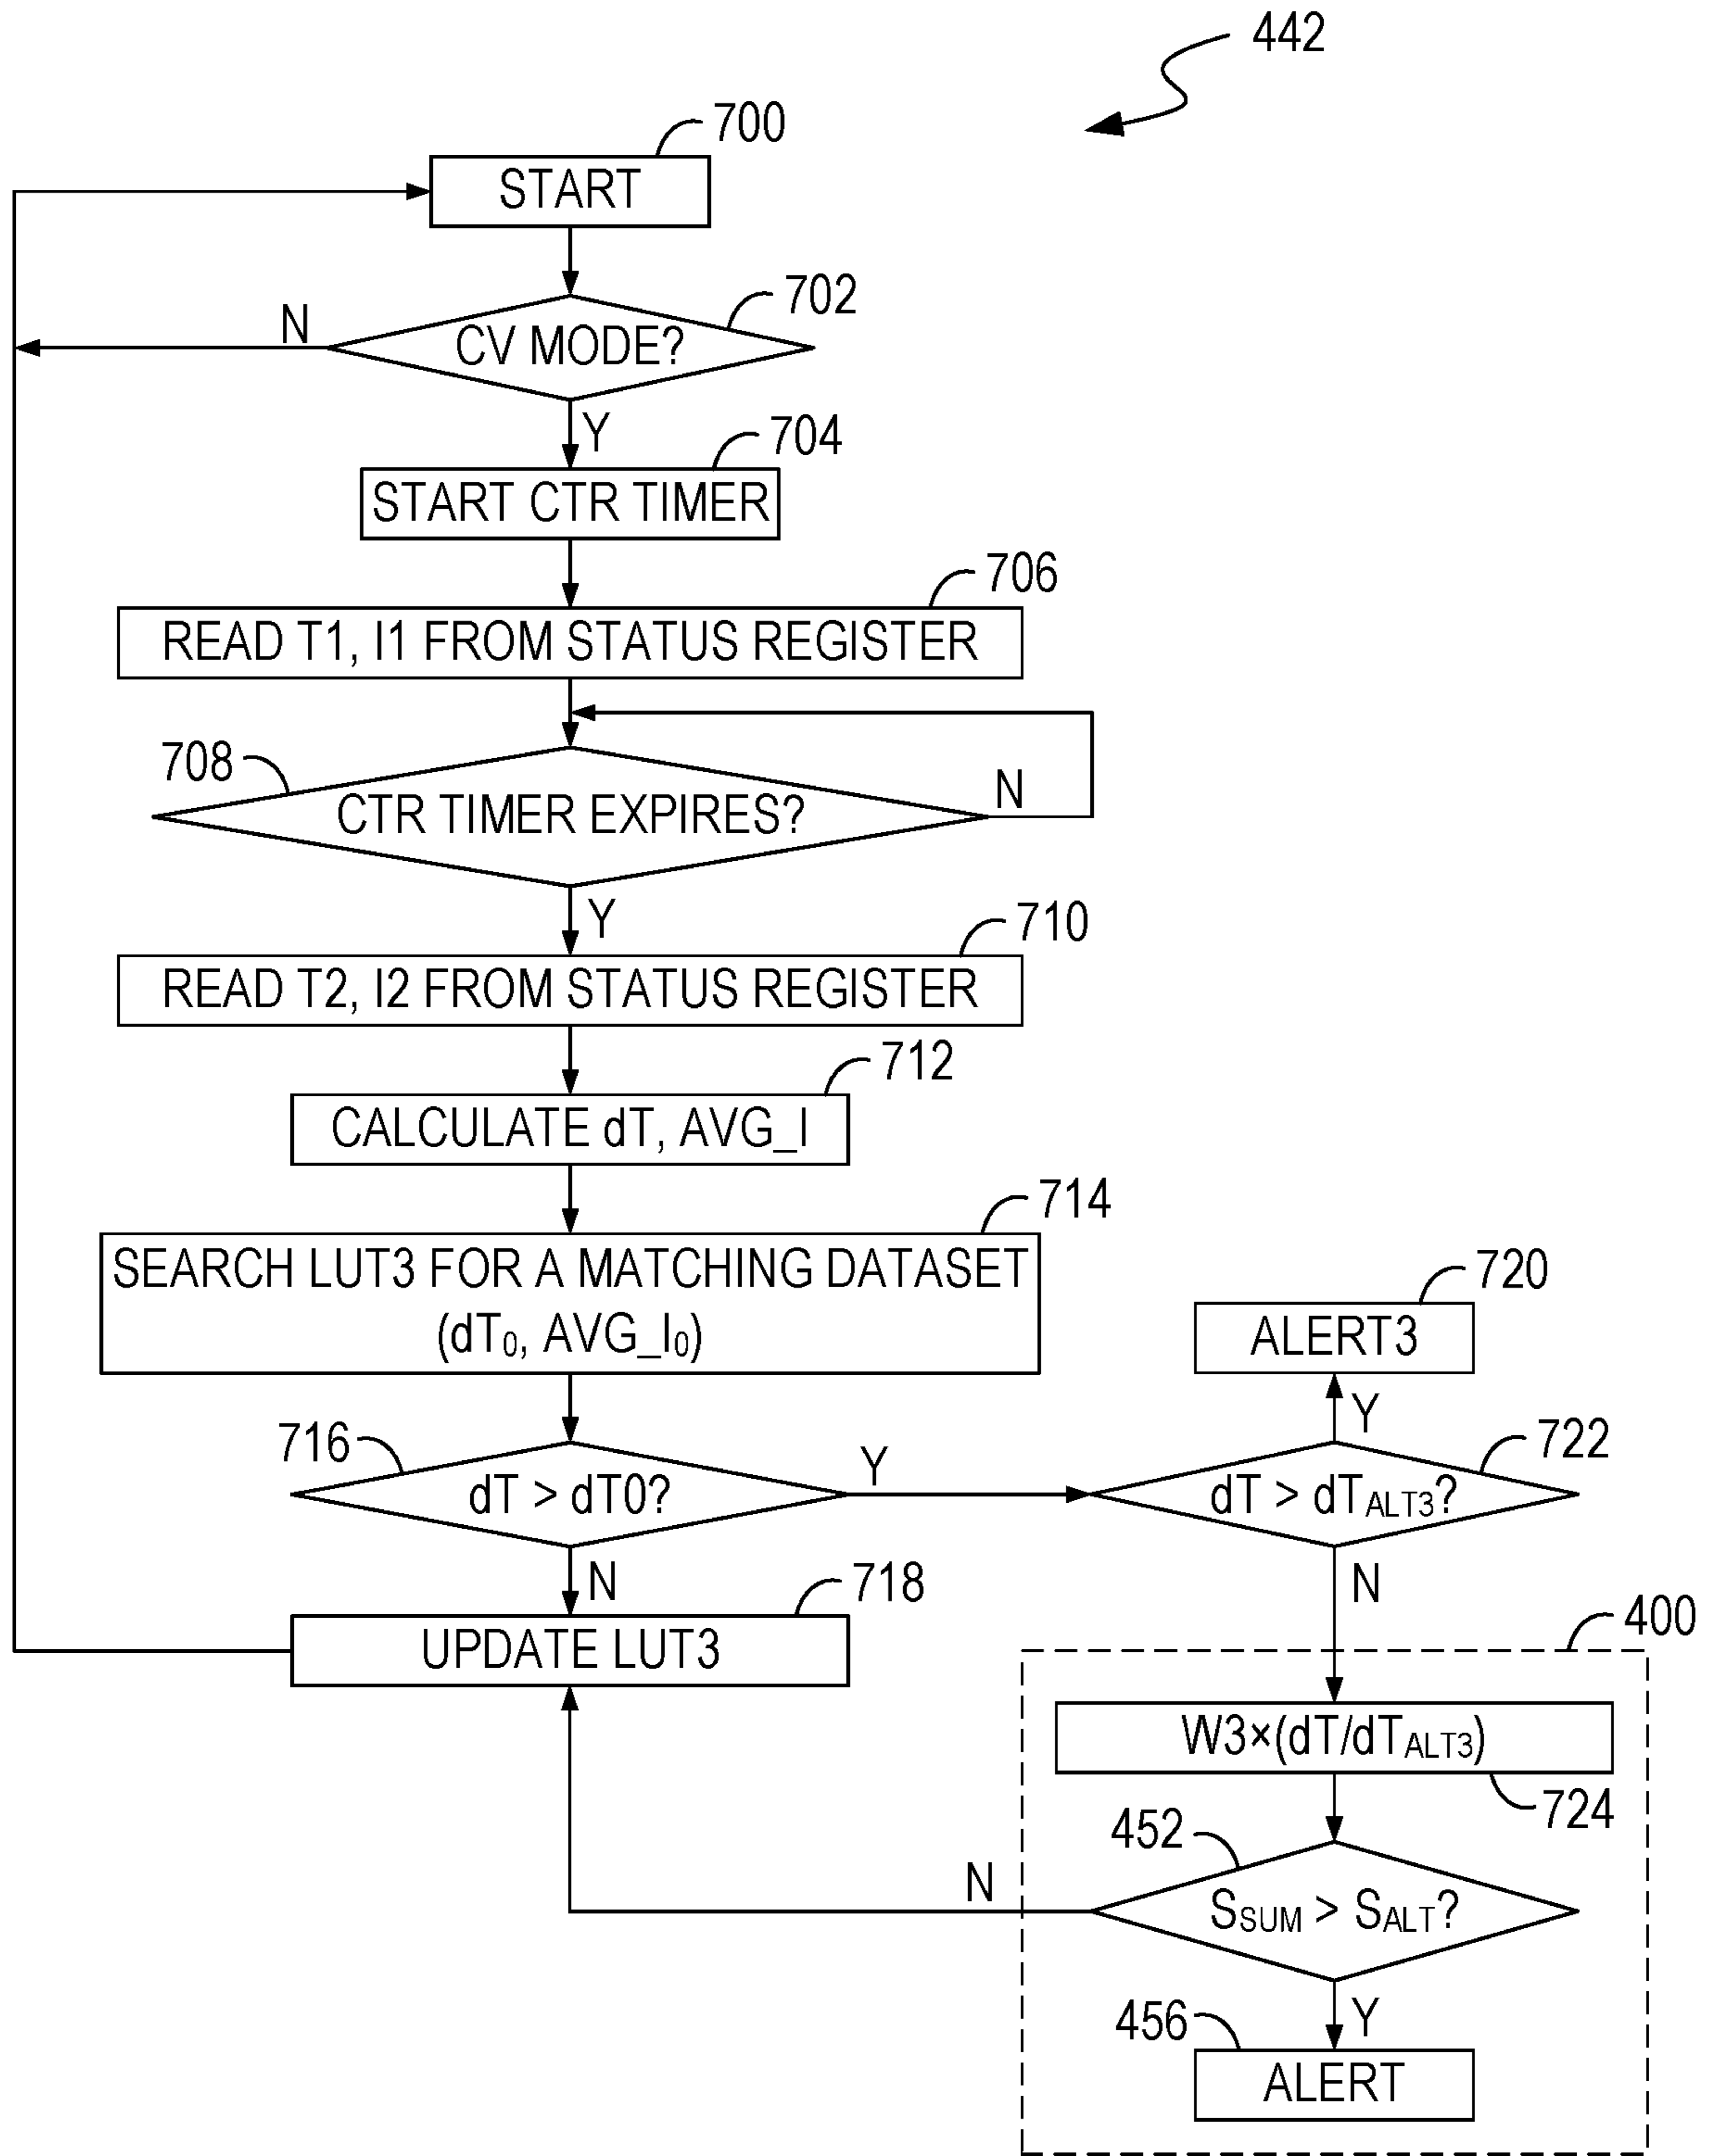 442
700
START
702
N
CV MODE?
Y
704
START CTR TIMER
706
READ T1, I1 FROM STATUS REGISTER
708
N
CTR TIMER EXPIRES?
Y
710
READ T2, I2 FROM STATUS REGISTER
712
CALCULATE dT, AVG_I
714
SEARCH LUT3 FOR A MATCHING DATASET
(dT₀, AVG_I₀)
720
ALERT3
Y
716
Y
722
dT > dT0?
dT > dTALT3?
N
N
718
UPDATE LUT3
400
W3×(dT/dTALT3)
724
452
N
SSUM > SALT?
Y
456
ALERT